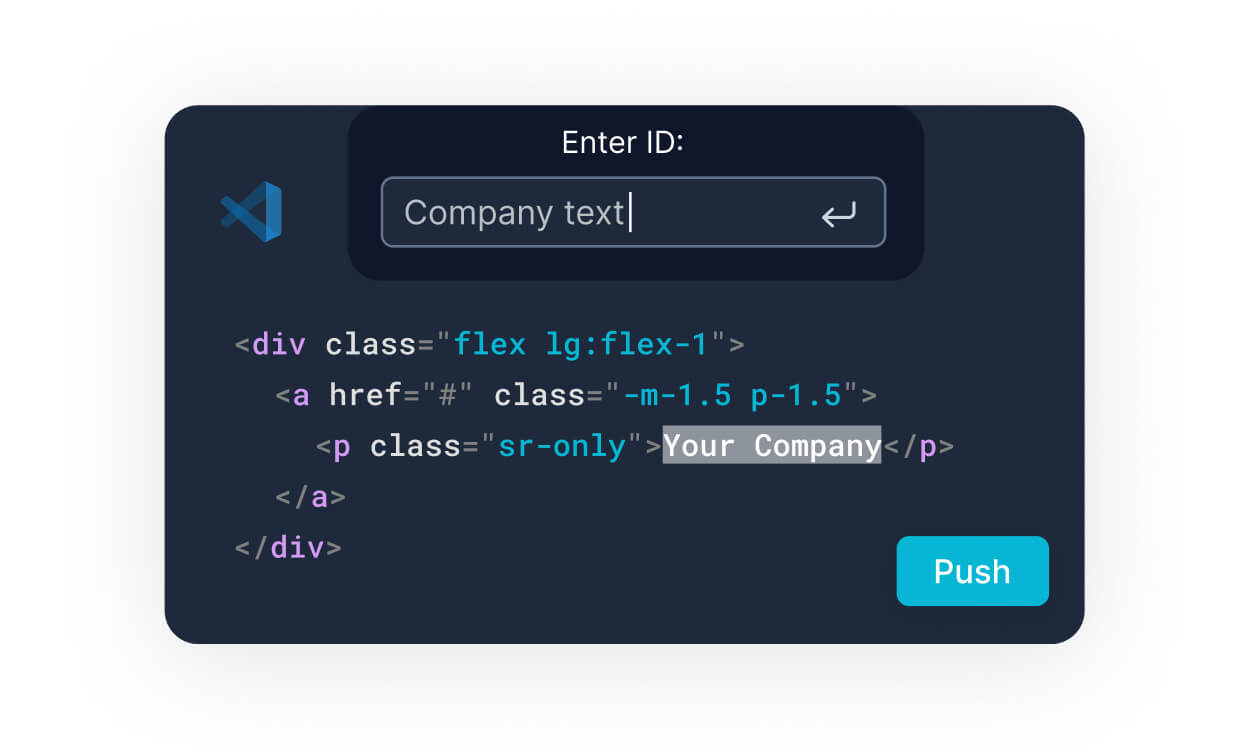 Enter ID:
Company text
<div class="flex lg:flex-1">
<a href="#" class="-m-1.5 p-1.5">
<p class="sr-only">Your Company</p>
</a>
</div>
Push